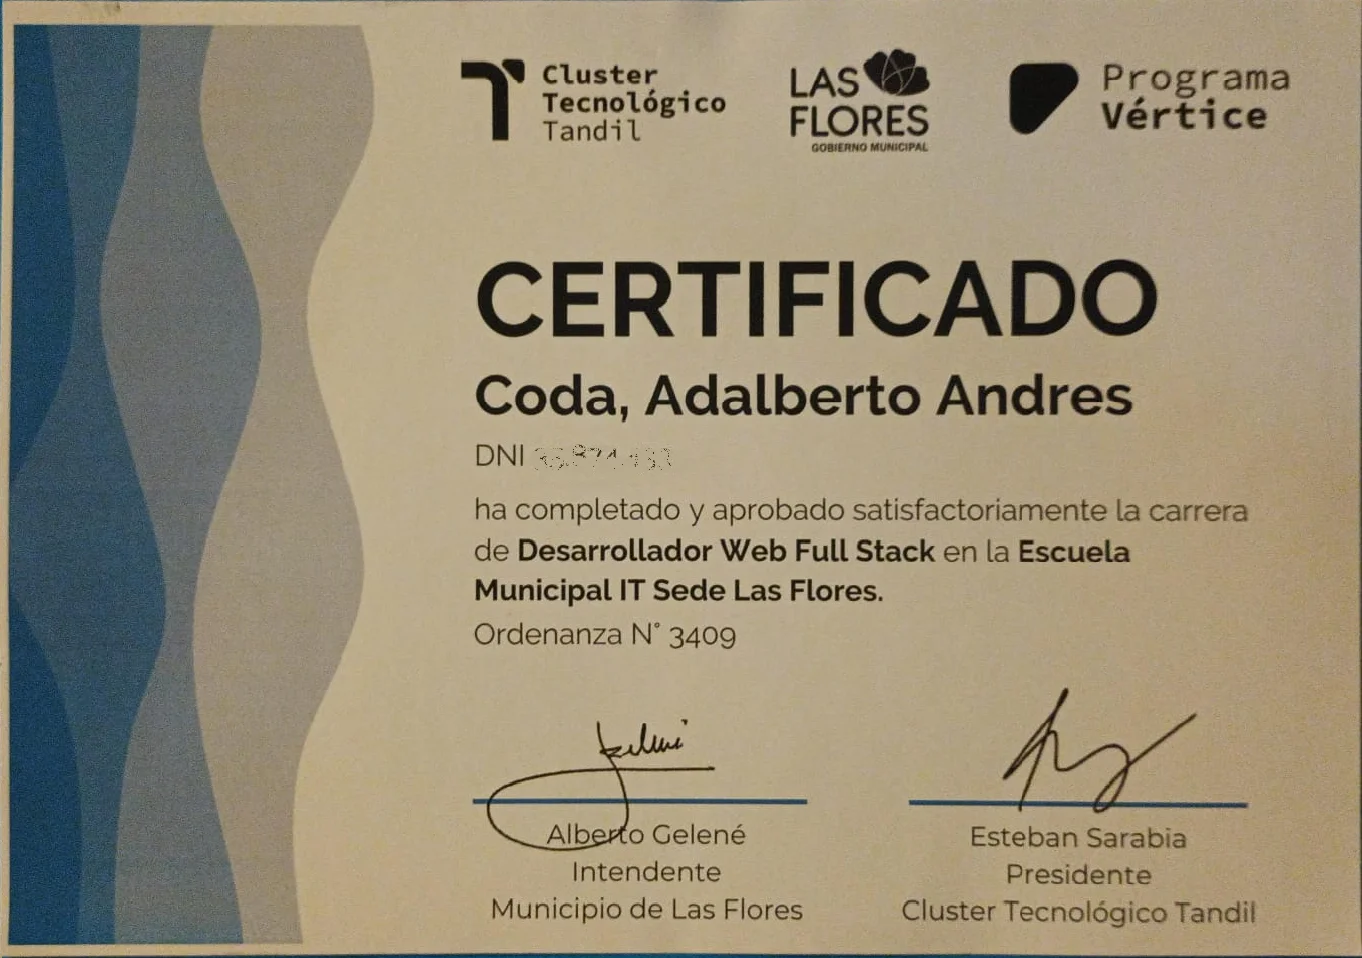 Cluster
Tecnológico
Tandil
LAS
FLORES
GOBIERNO MUNICIPAL
Programa
Vértice
CERTIFICADO
Coda, Adalberto Andres
DNI
ha completado y aprobado satisfactoriamente la carrera
de Desarrollador Web Full Stack en la Escuela
Municipal IT Sede Las Flores.
Ordenanza N° 3409
Alberto Gelené
Intendente
Municipio de Las Flores
Esteban Sarabia
Presidente
Cluster Tecnológico Tandil